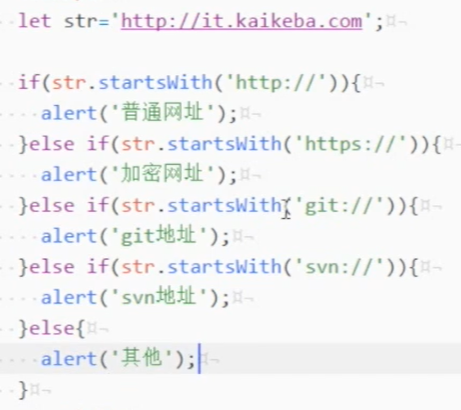 let str='http://it.kaikeba.com';
if(str.startsWith('http://')){
alert('普通网址');
}else if(str.startsWith('https://')){
alert('加密网址');
}else if(str.startsWith('git://')){
alert('git地址');
}else if(str.startsWith('svn://')){
alert('svn地址');
}else{
alert('其他');
}